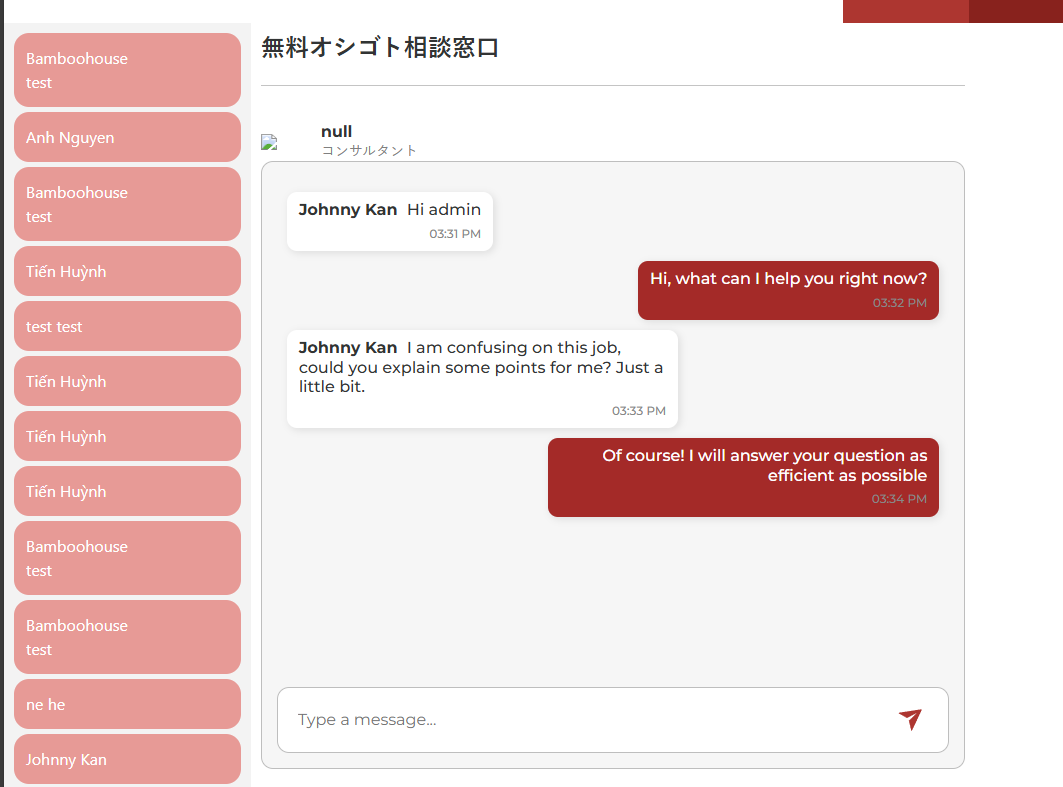 Bamboohouse
test
Anh Nguyen
Bamboohouse
test
Tiến Huỳnh
test test
Tiến Huỳnh
Tiến Huỳnh
Tiến Huỳnh
Bamboohouse
test
Bamboohouse
test
ne he
Johnny Kan
無料オシゴト相談窓口
null
コンサルタント
Johnny Kan Hi admin
03:31 PM
Hi, what can I help you right now?
03:32 PM
Johnny Kan I am confusing on this job,
could you explain some points for me? Just a
little bit.
03:33 PM
Of course! I will answer your question as
efficient as possible
03:34 PM
Type a message...